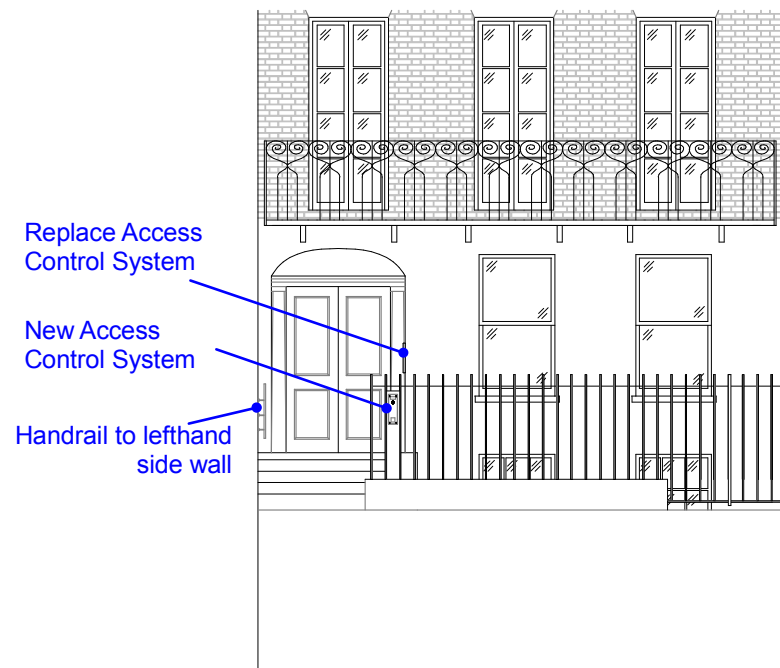 Replace Access
Control System
New Access
Control System
Handrail to lefthand
side wall